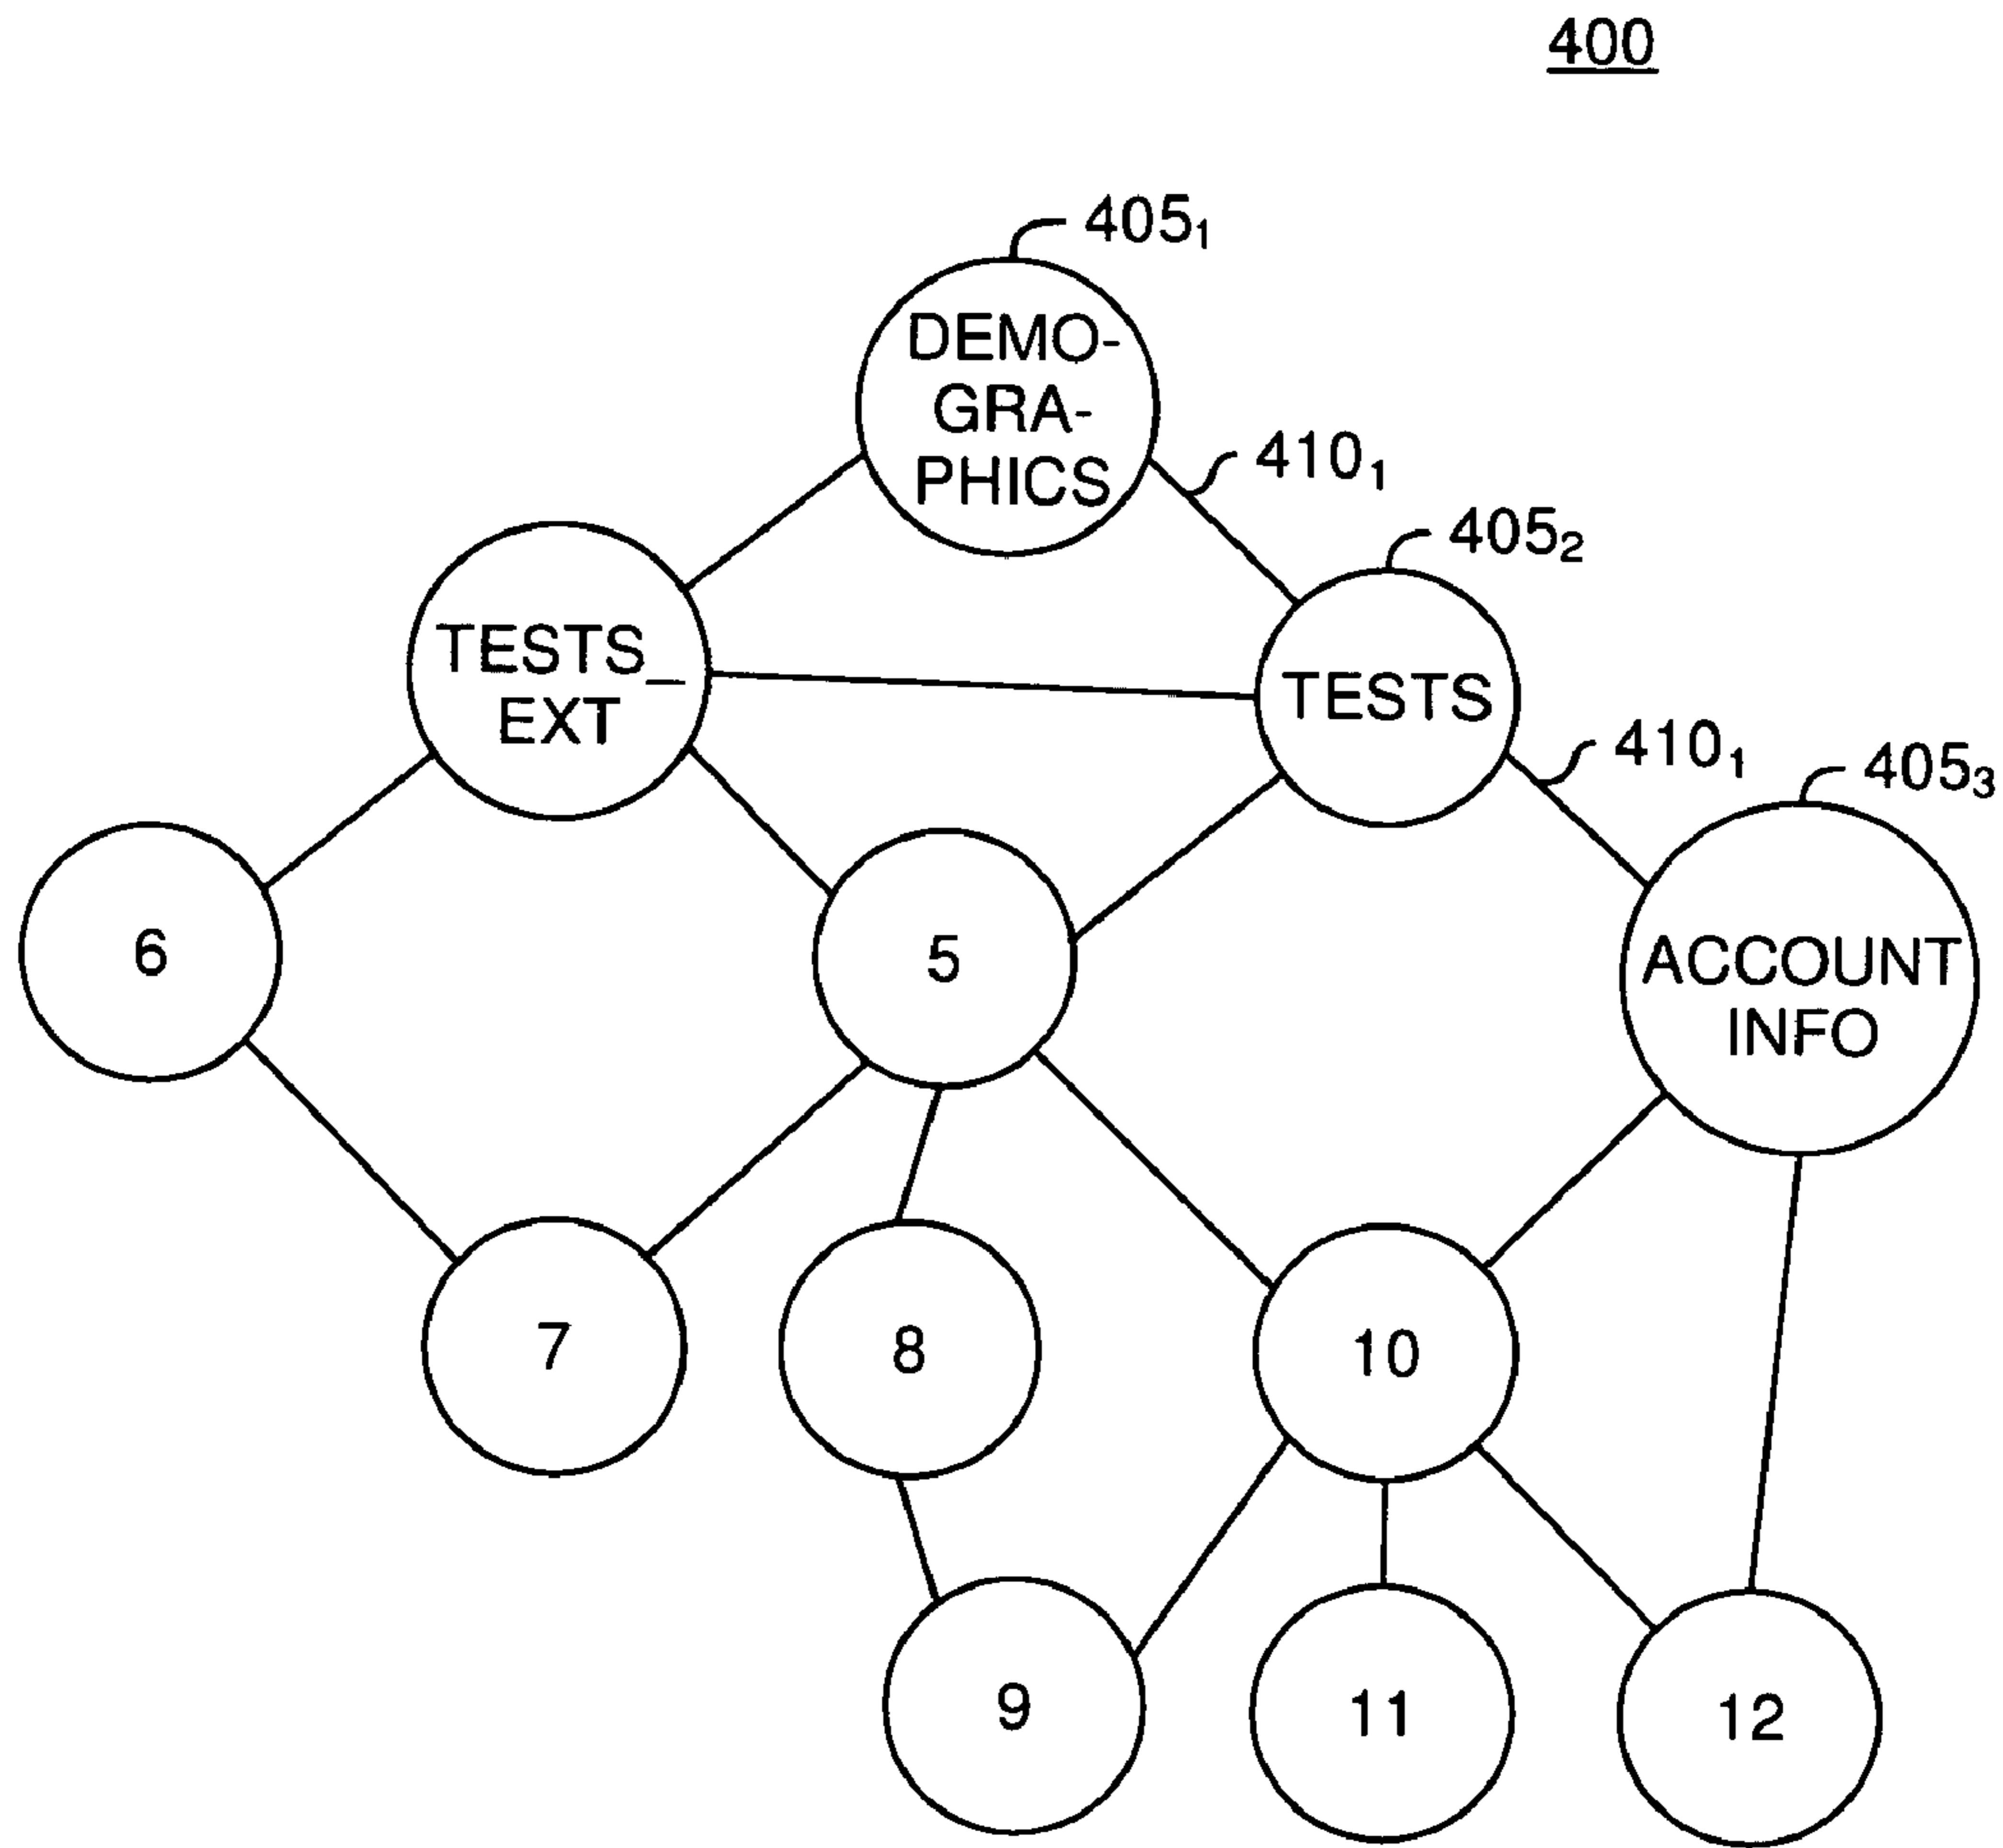 400
405₁
DEMO-
GRA-
PHICS
410₁
405₂
TESTS_
EXT
TESTS
410₁
405₃
6
5
ACCOUNT
INFO
7
8
10
9
11
12